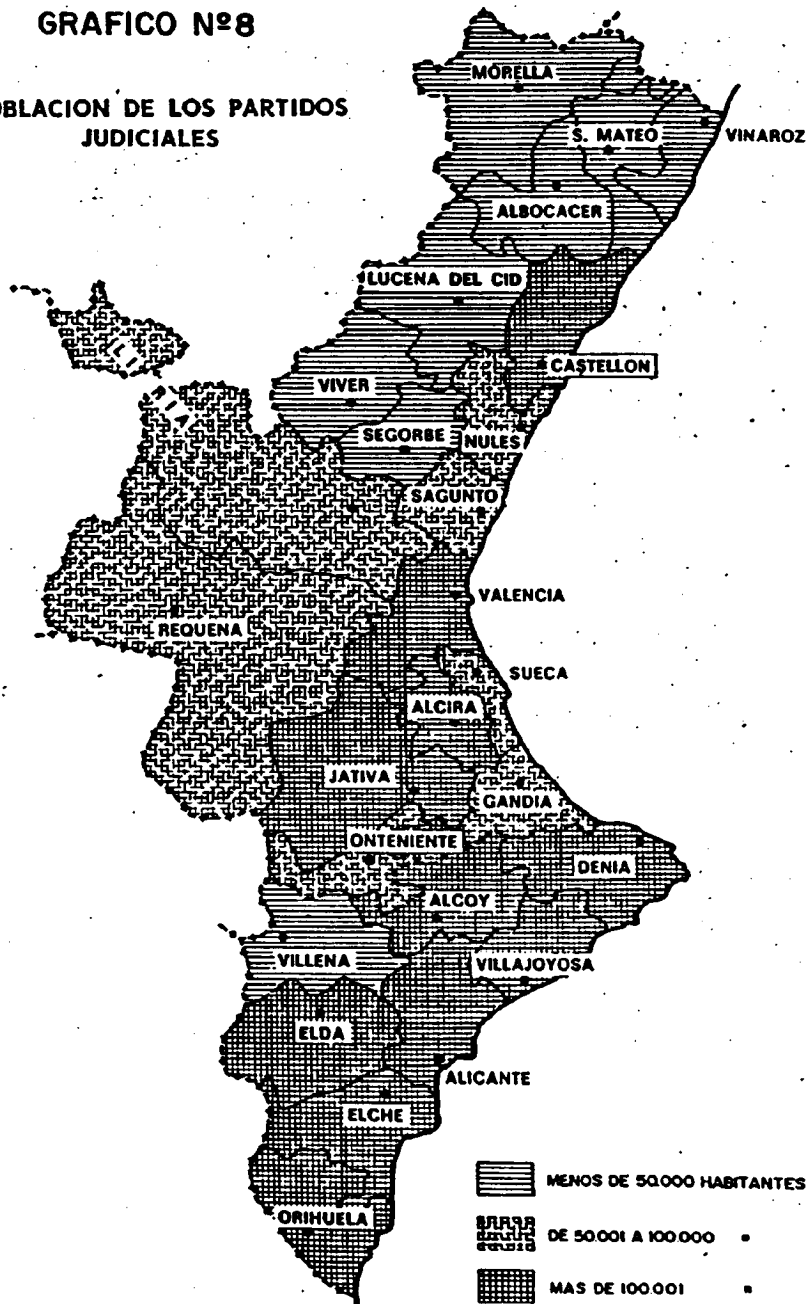 GRAFICO Nº8
OBLACION DE LOS PARTIDOS
JUDICIALES
MORELLA
S. MATEO
VINAROZ
ALBOCACER
LUCENA DEL CID
LIRIA
CASTELLON
VIVER
SEGORBE
NULES
SAGUNTO
VALENCIA
REQUENA
SUECA
ALCIRA
JATIVA
GANDIA
ONTENIENTE
DENIA
ALCOY
VILLENA
VILLAJOYOSA
ELDA
ALICANTE
ELCHE
ORIHUELA
MENOS DE 50.000 HABITANTES
DE 50.001 A 100.000 "
MAS DE 100.001 "